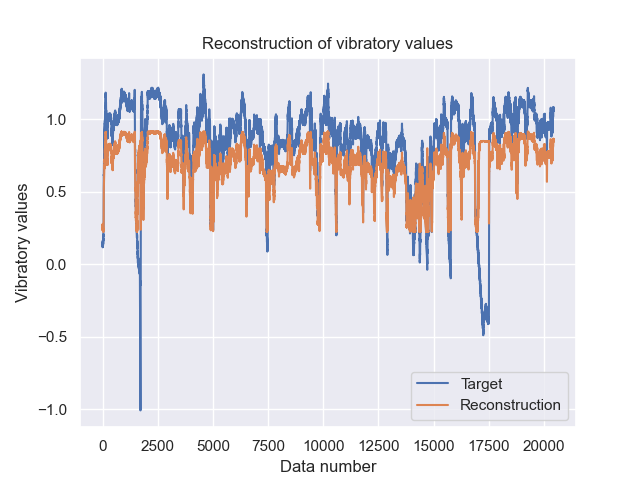 Reconstruction of vibratory values
Vibratory values
1.0
0.5
0.0
−0.5
−1.0
0 2500 5000 7500 10000 12500 15000 17500 20000
Data number
Target
Reconstruction